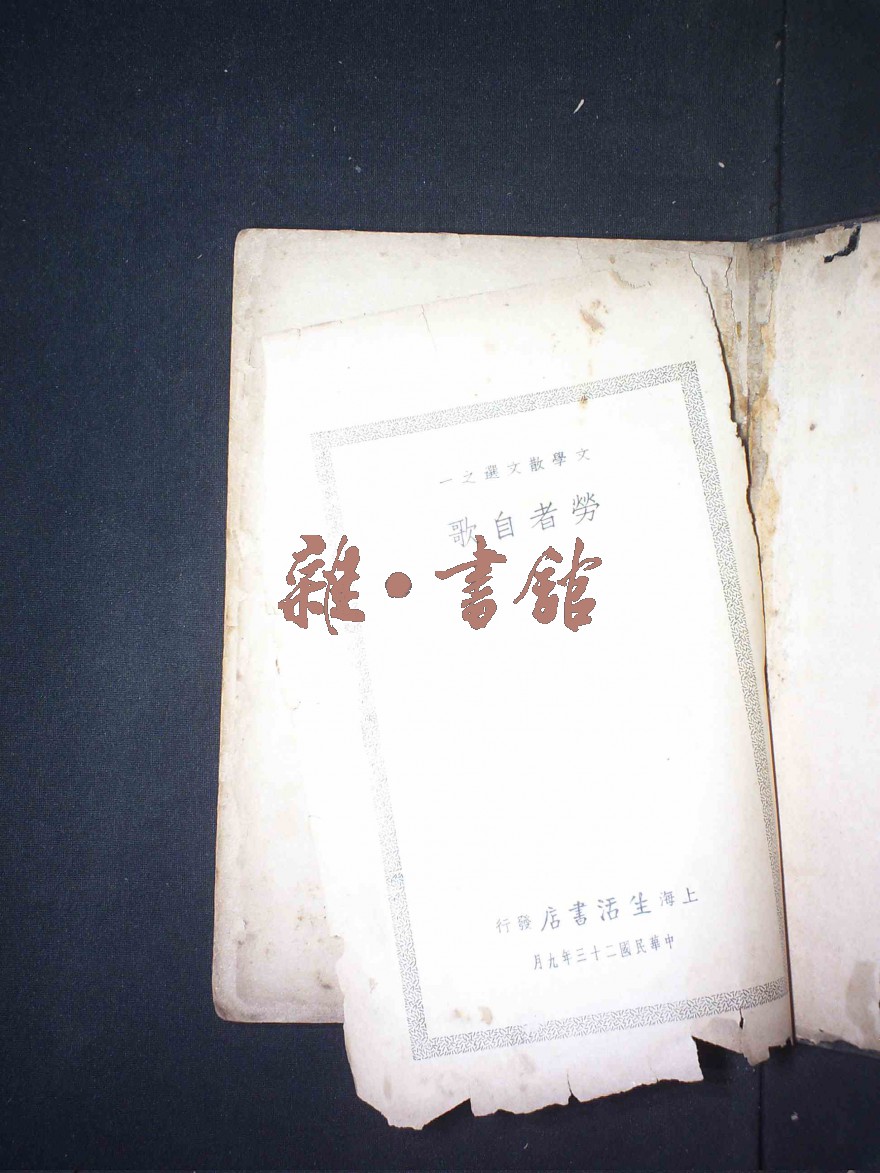 文學散文選之一
勞者自歌
雜·書舘
上海生活書店發行
中華民國二十三年九月